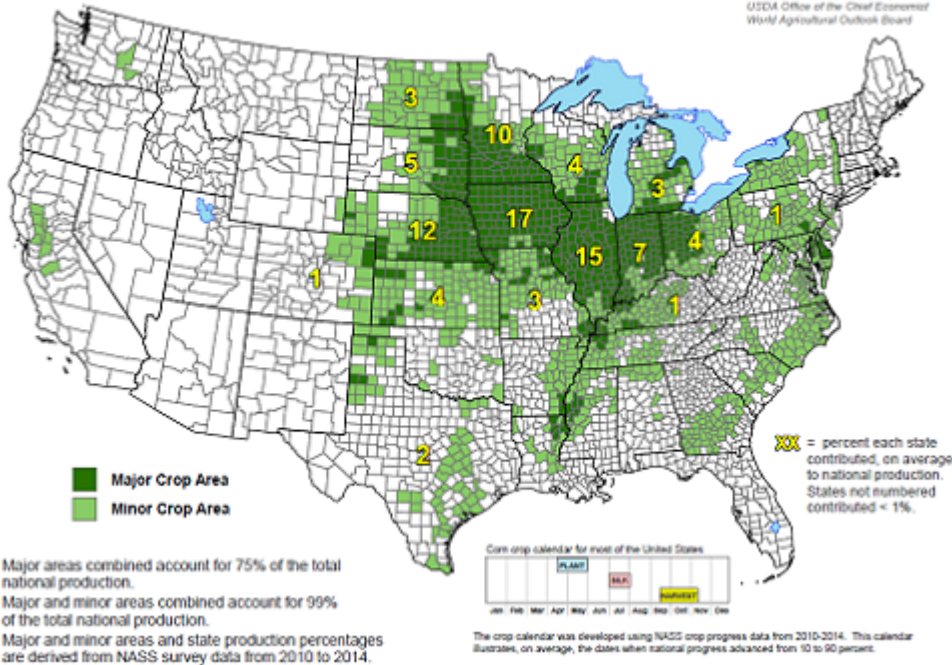 USDA Office of the Chief Economist
World Agricultural Outlook Board
3
10
5
4
3
12
17
1
15
7
4
1
4
3
1
2
XX = percent each state
contributed, on average
to national production.
States not numbered
contributed < 1%.
Major Crop Area
Minor Crop Area
Major areas combined account for 75% of the total
national production.
Major and minor areas combined account for 99%
of the total national production.
Major and minor areas and state production percentages
are derived from NASS survey data from 2010 to 2014.
Corn crop calendar for most of the United States
PLANT
SILK
HARVEST
Jan Feb Mar Apr May Jun Jul Aug Sep Oct Nov Dec
The crop calendar was developed using NASS crop progress data from 2010-2014. This calendar
illustrates, on average, the dates when national progress advanced from 10 to 90 percent.